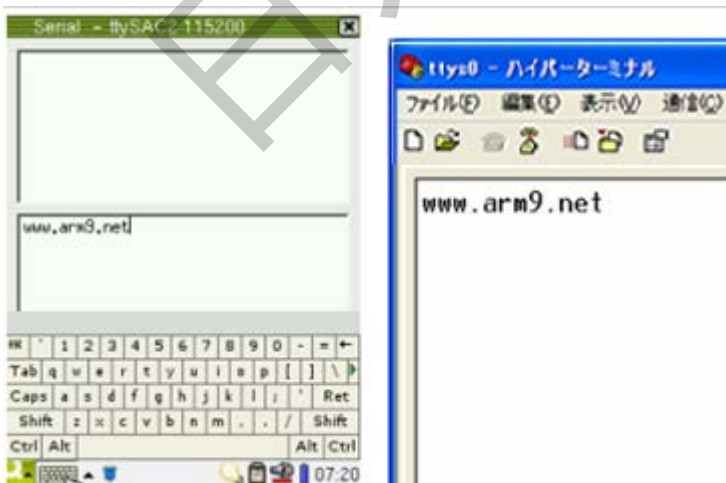 Serial - ttySAC2 115200
www.arm9.net
` 1 2 3 4 5 6 7 8 9 0 - = ←
Tab q w e r t y u i o p [ ] \
Caps a s d f g h j k l ; ' Ret
Shift z x c v b n m , . / Shift
Ctrl Alt Alt Ctrl
07:20
ttys0 - ハイパーターミナル
ファイル(F) 編集(E) 表示(V) 通信(C)
www.arm9.net